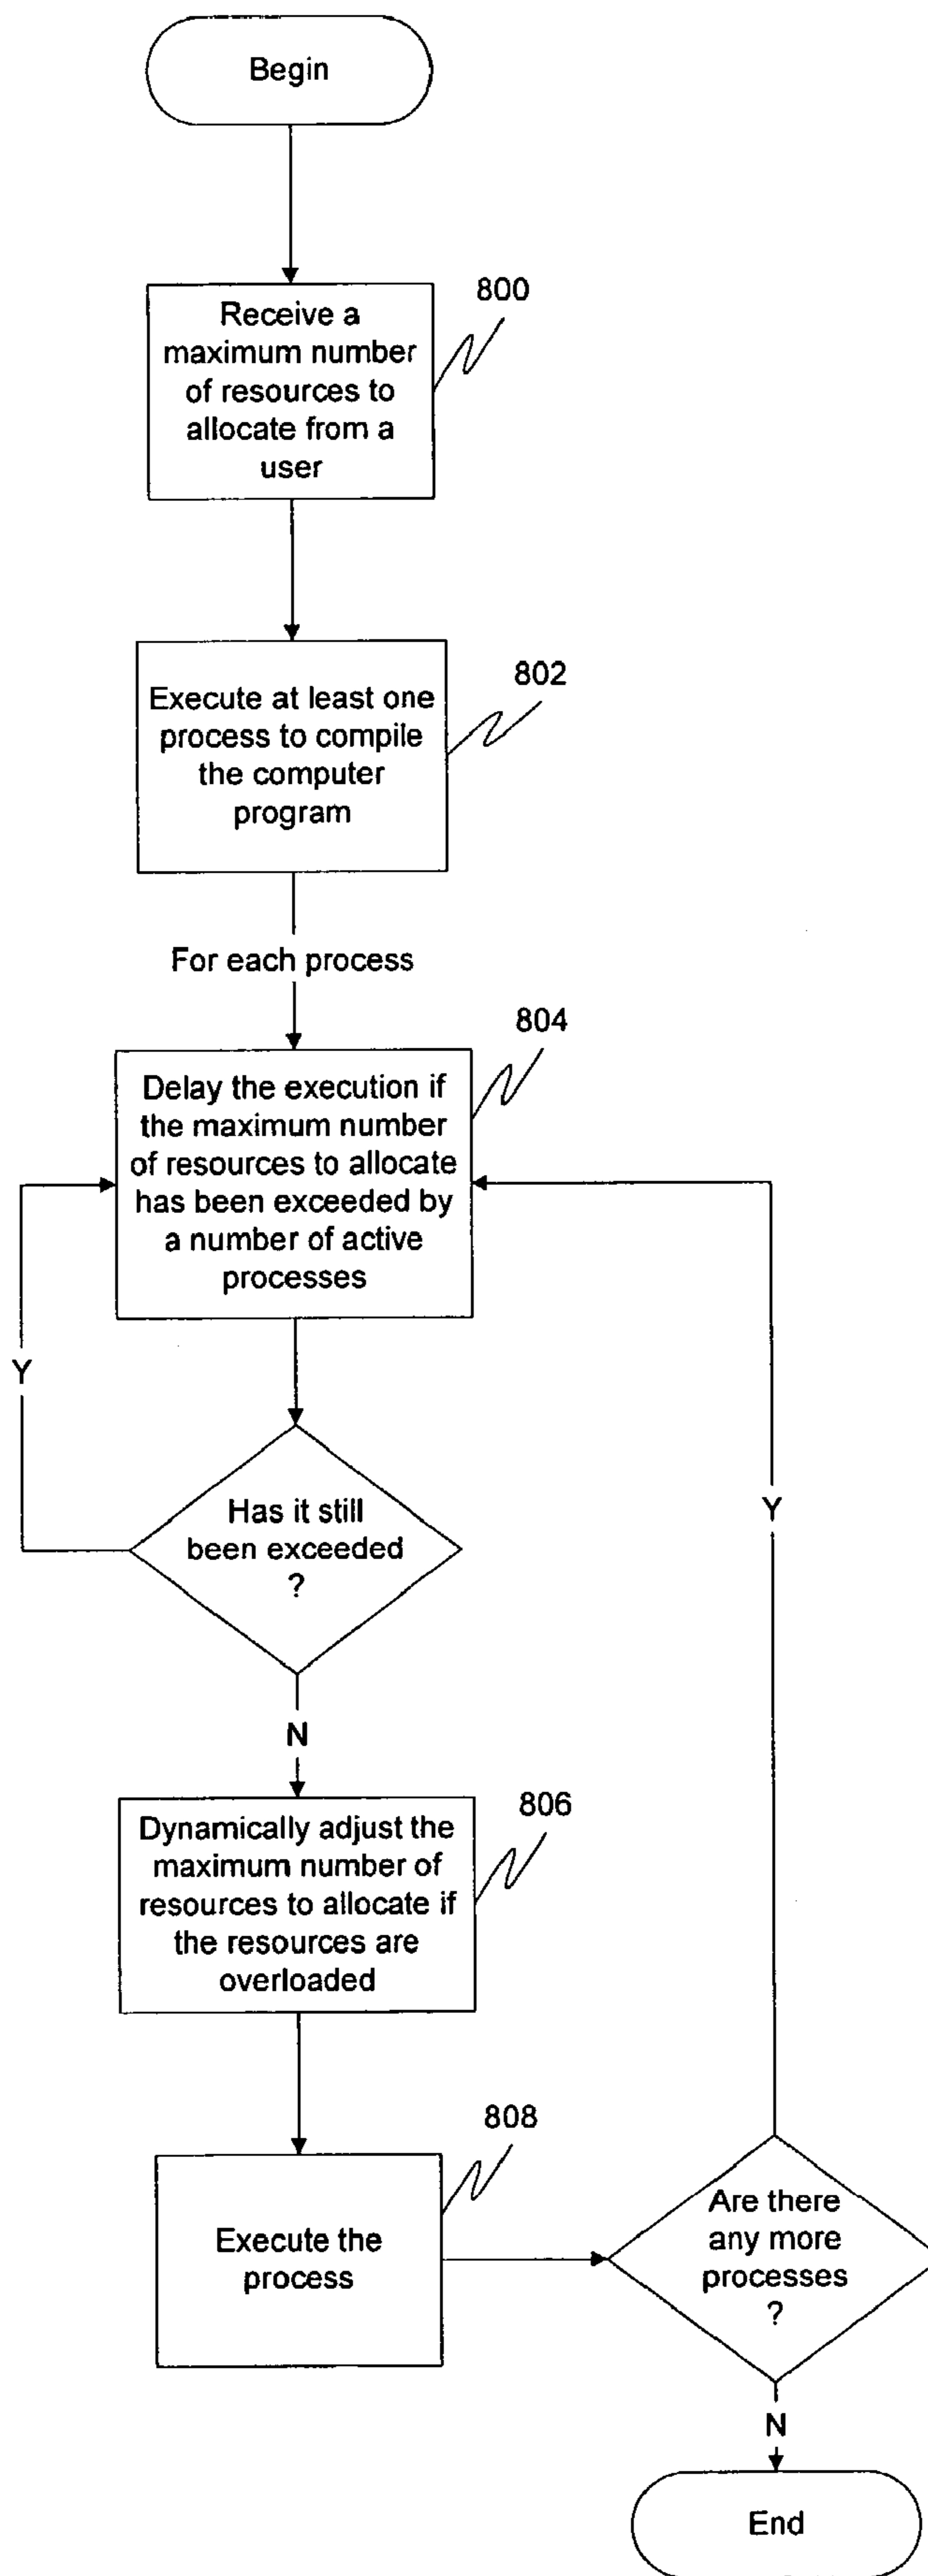 Begin
800
Receive a
maximum number
of resources to
allocate from a
user
802
Execute at least one
process to compile
the computer
program
For each process
804
Delay the execution if
the maximum number
of resources to allocate
has been exceeded by
a number of active
processes
Y
Has it still
been exceeded
?
Y
N
806
Dynamically adjust the
maximum number of
resources to allocate if
the resources are
overloaded
808
Execute the
process
Are there
any more
processes
?
N
End